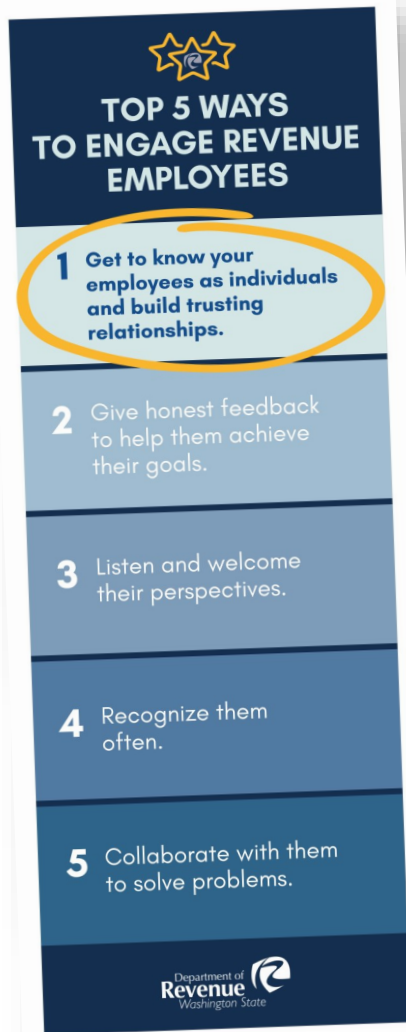 TOP 5 WAYS
TO ENGAGE REVENUE
EMPLOYEES
1 Get to know your
employees as individuals
and build trusting
relationships.
2 Give honest feedback
to help them achieve
their goals.
3 Listen and welcome
their perspectives.
4 Recognize them
often.
5 Collaborate with them
to solve problems.
Department of
Revenue
Washington State